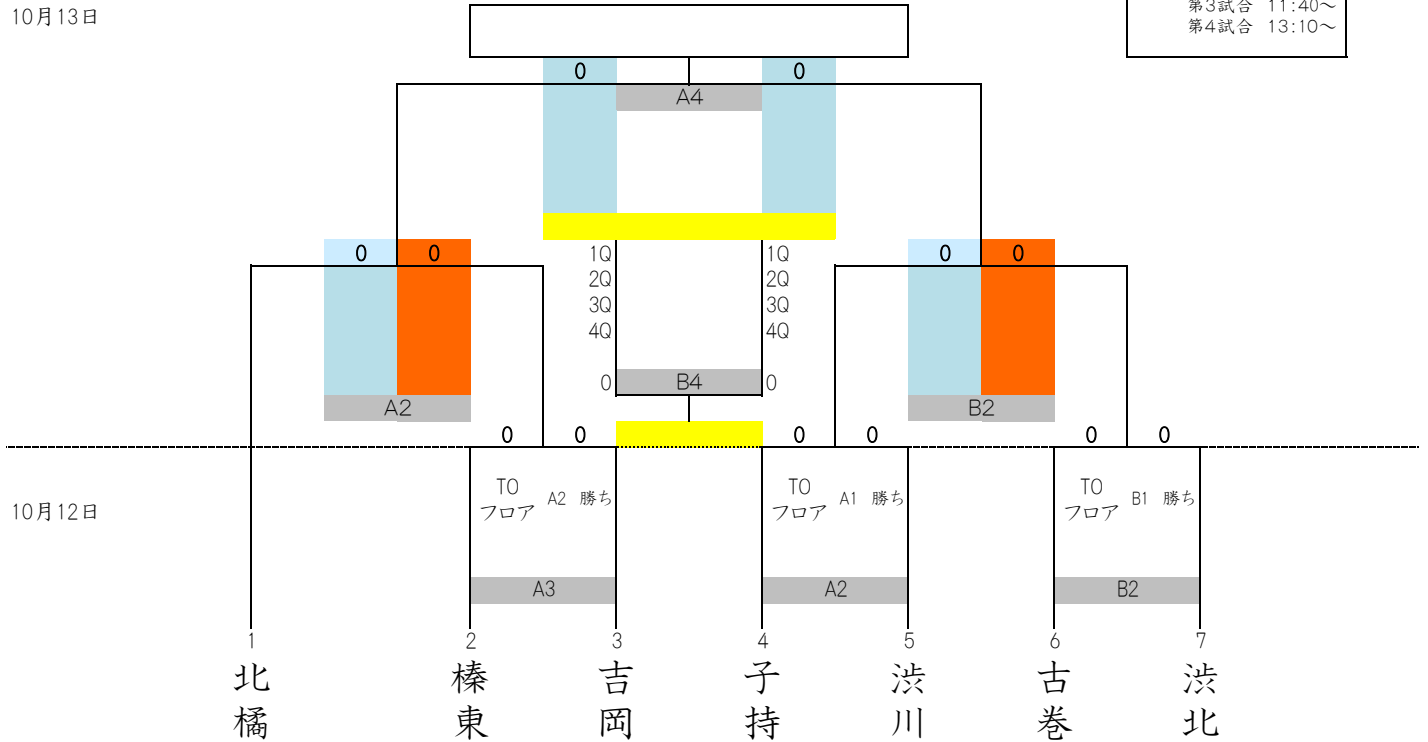 10月13日
第3試合 11:40～
第4試合 13:10～
0 0
A4
0 0 1Q 1Q 0 0
2Q 2Q
3Q 3Q
4Q 4Q
0 B4 0
A2 B2
0 0 0 0 0 0
10月12日
TO フロア A2 勝ち TO フロア A1 勝ち TO フロア B1 勝ち
A3 A2 B2
1 2 3 4 5 6 7
北橘 榛東 吉岡 子持 渋川 古巻 渋北